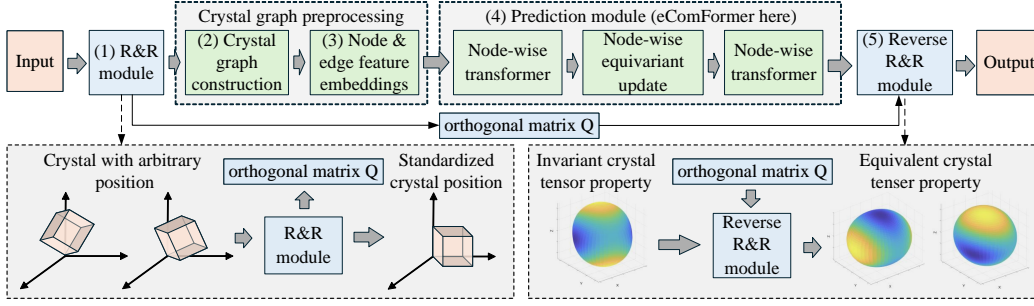 Crystal graph preprocessing
(4) Prediction module (eComFormer here)
Input
(1) R&R
module
(2) Crystal
graph
construction
(3) Node &
edge feature
embeddings
Node-wise
transformer
Node-wise
equivariant
update
Node-wise
transformer
(5) Reverse
R&R
module
Output
orthogonal matrix Q
Crystal with arbitrary
position
orthogonal matrix Q
R&R
module
Standardized
crystal position
Invariant crystal
tensor property
orthogonal matrix Q
Reverse
R&R
module
Equivalent crystal
tenser property